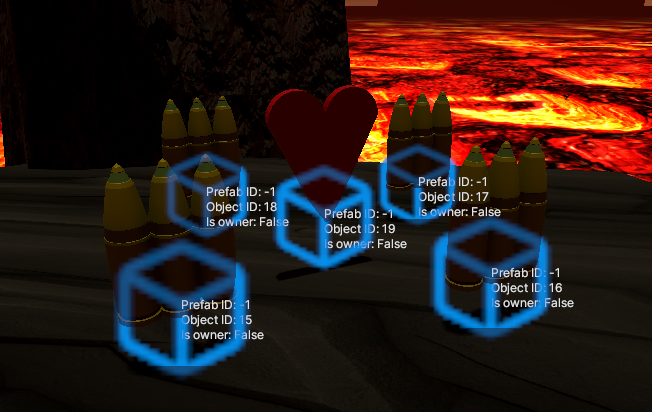 Prefab ID: -1
Object ID: 18
Is owner: False
Prefab ID: -1
Object ID: 17
Is owner: False
Prefab ID: -1
Object ID: 19
Is owner: False
Prefab ID: -1
Object ID: 16
Is owner: False
Prefab ID: -1
Object ID: 15
Is owner: False